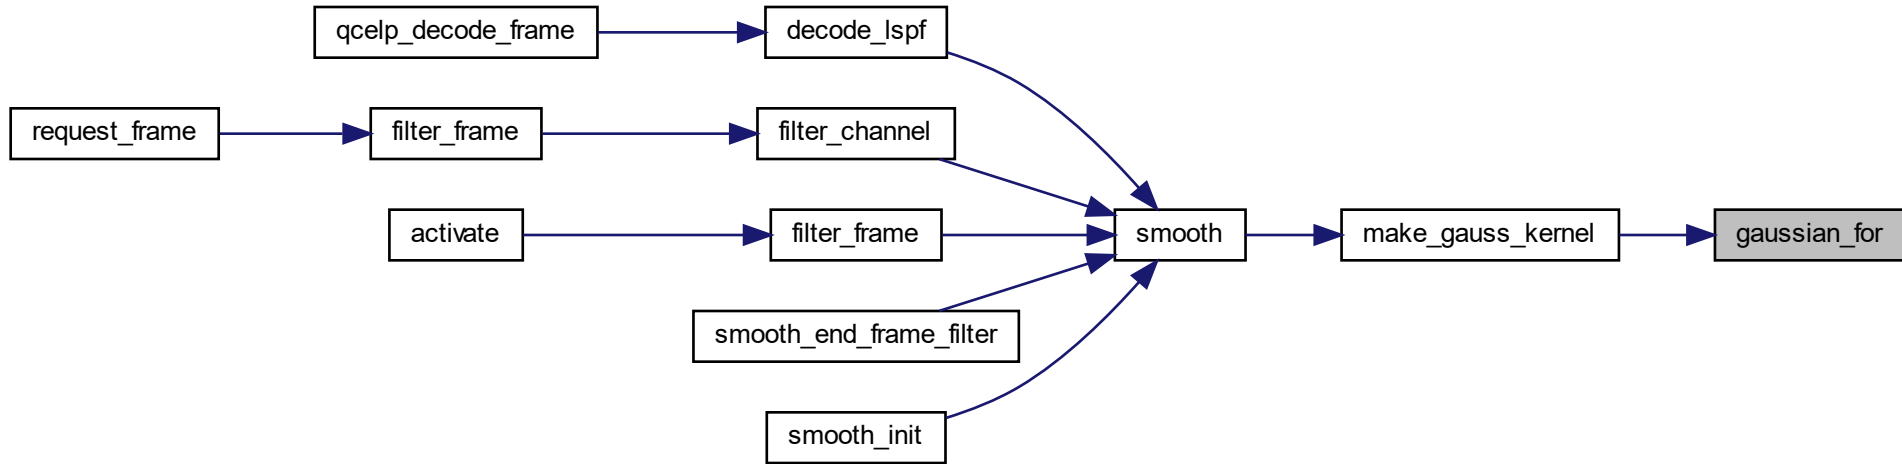 qcelp_decode_frame
decode_lspf
request_frame
filter_frame
filter_channel
activate
filter_frame
smooth
make_gauss_kernel
gaussian_for
smooth_end_frame_filter
smooth_init